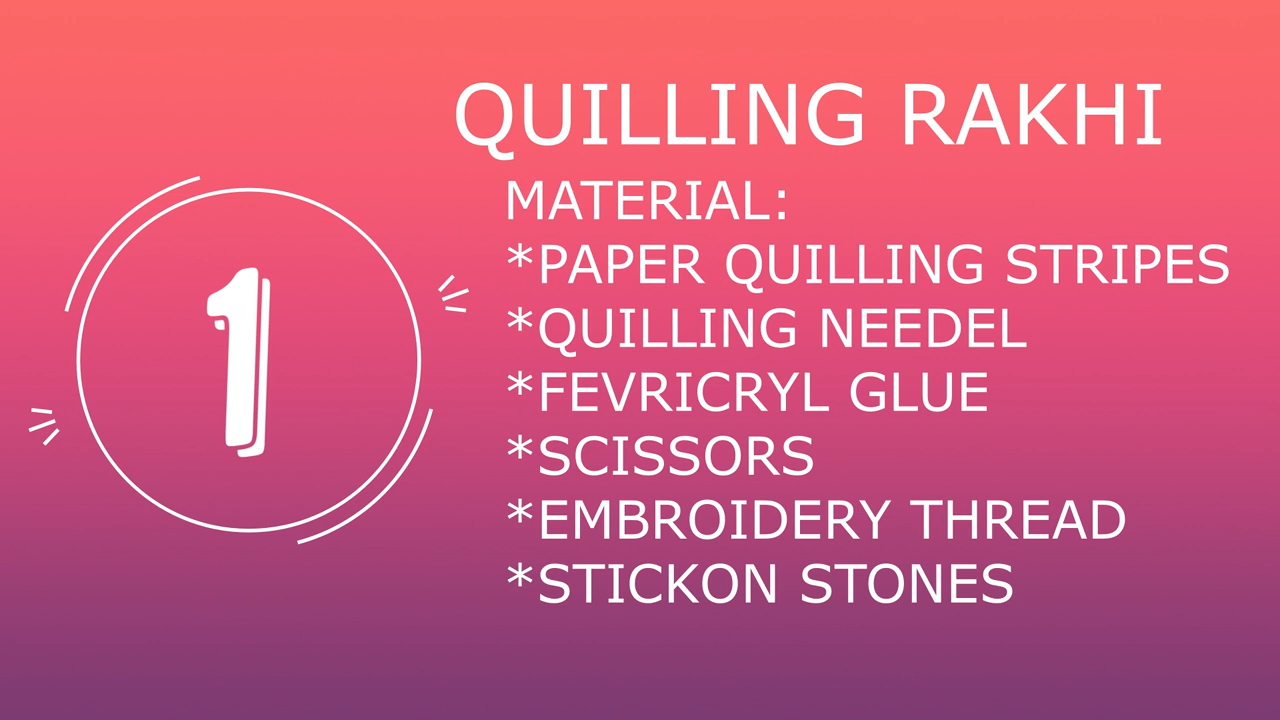 1
QUILLING RAKHI
MATERIAL:
*PAPER QUILLING STRIPES
*QUILLING NEEDEL
*FEVRICRYL GLUE
*SCISSORS
*EMBROIDERY THREAD
*STICKON STONES